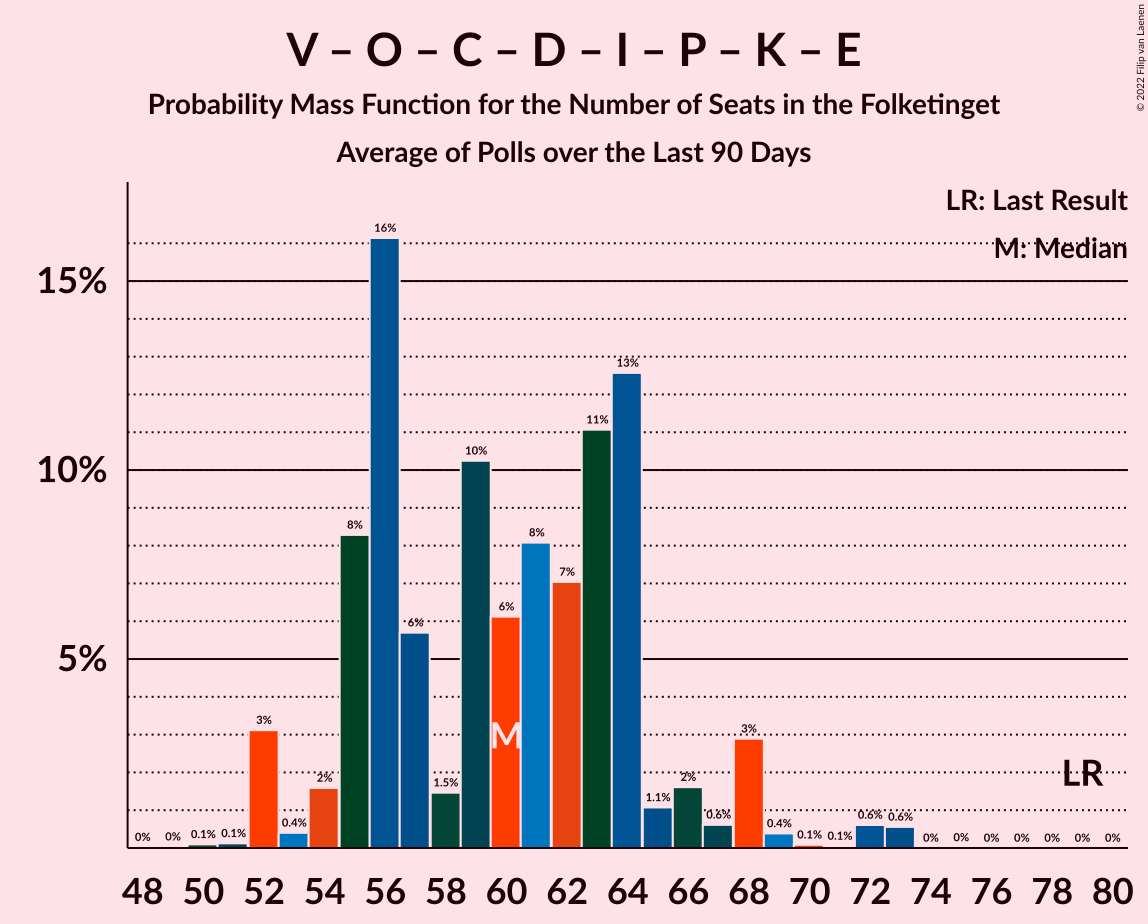 V – O – C – D – I – P – K – E
Probability Mass Function for the Number of Seats in the Folketinget
Average of Polls over the Last 90 Days
© 2022 Filip van Laenen
LR: Last Result
M: Median
15%
10%
5%
0% 0% 0.1% 0.1% 3% 0.4% 2% 8% 16% 6% 1.5% 10% 6% 8% 7% 11% 13% 1.1% 2% 0.6% 3% 0.4% 0.1% 0.1% 0.6% 0.6% 0% 0% 0% 0% 0% 0% 0%
M
LR
48 50 52 54 56 58 60 62 64 66 68 70 72 74 76 78 80